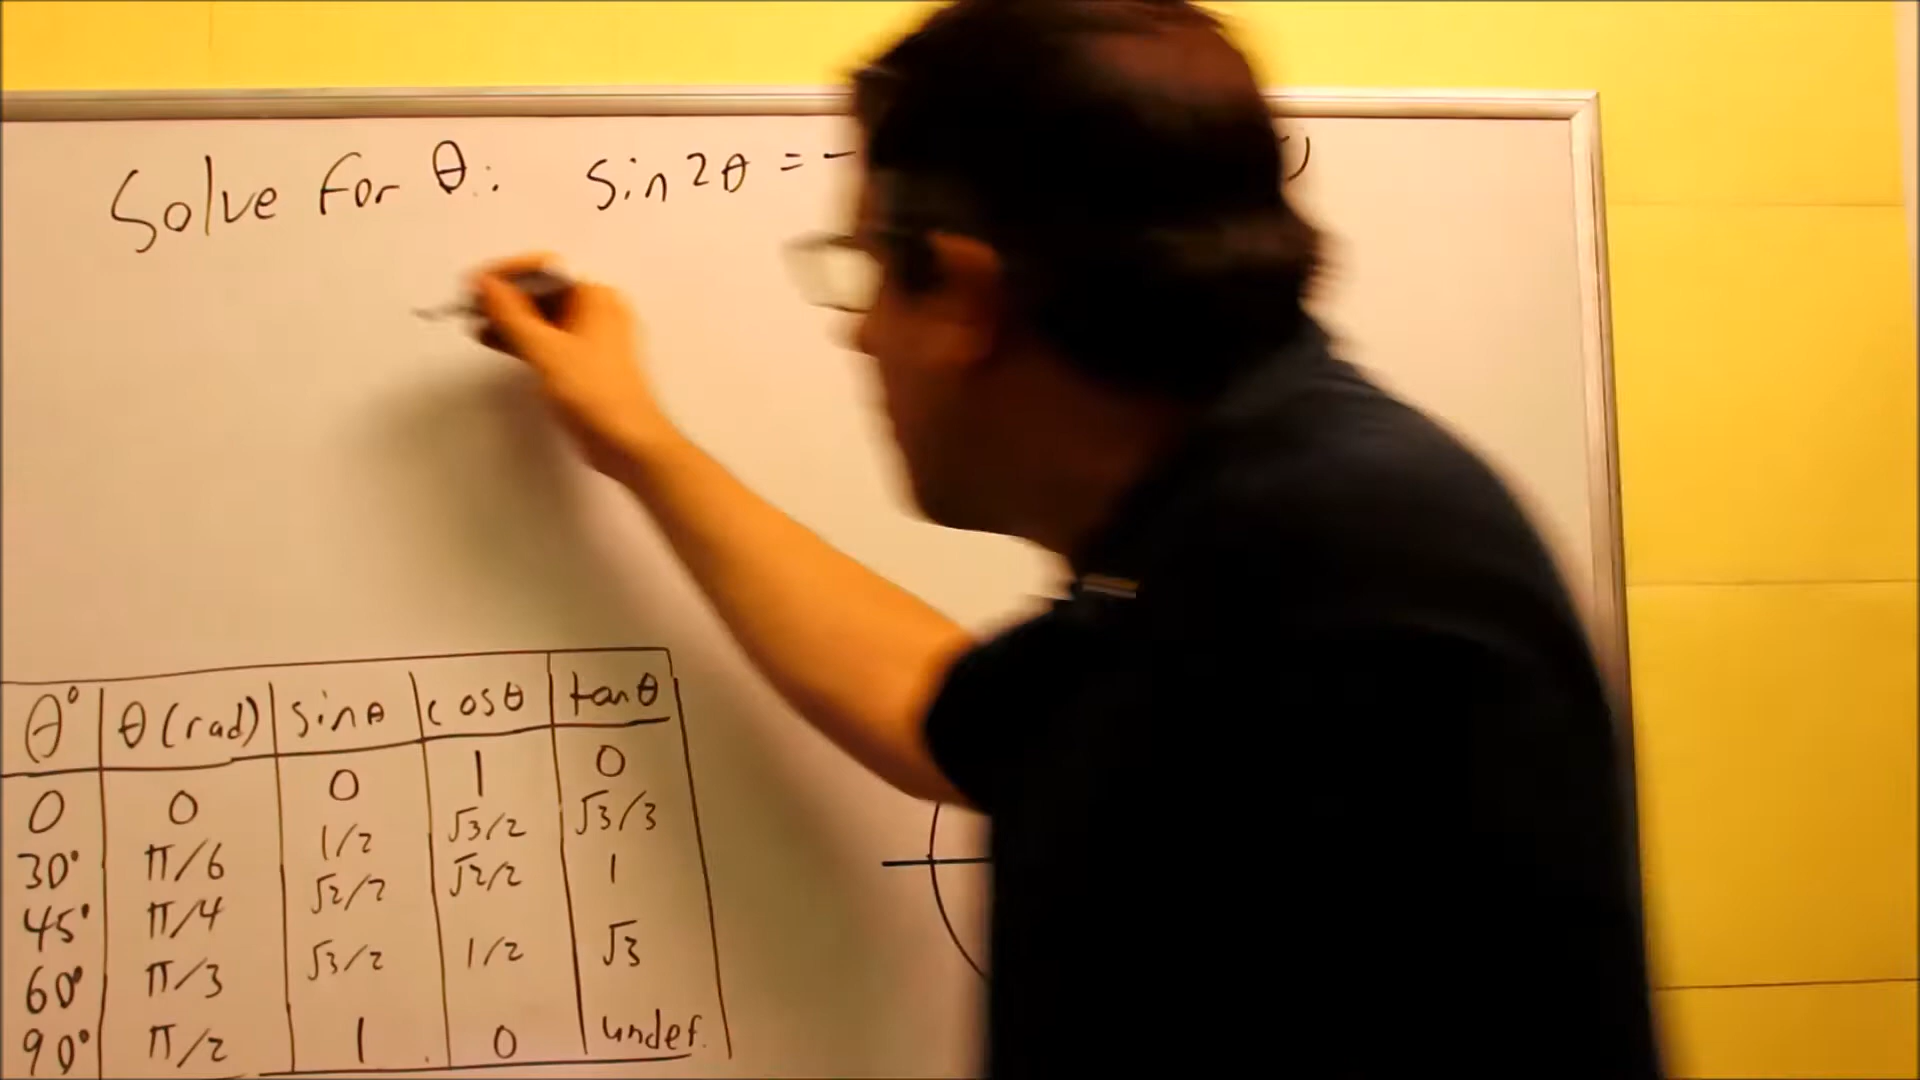 Solve for θ: sin 2θ = - )
θ° θ (rad) sin θ cos θ tan θ
0 0 0 1 0
30° π/6 1/2 √3/2 √3/3
45° π/4 √2/2 √2/2 1
60° π/3 √3/2 1/2 √3
90° π/2 1 0 undef.